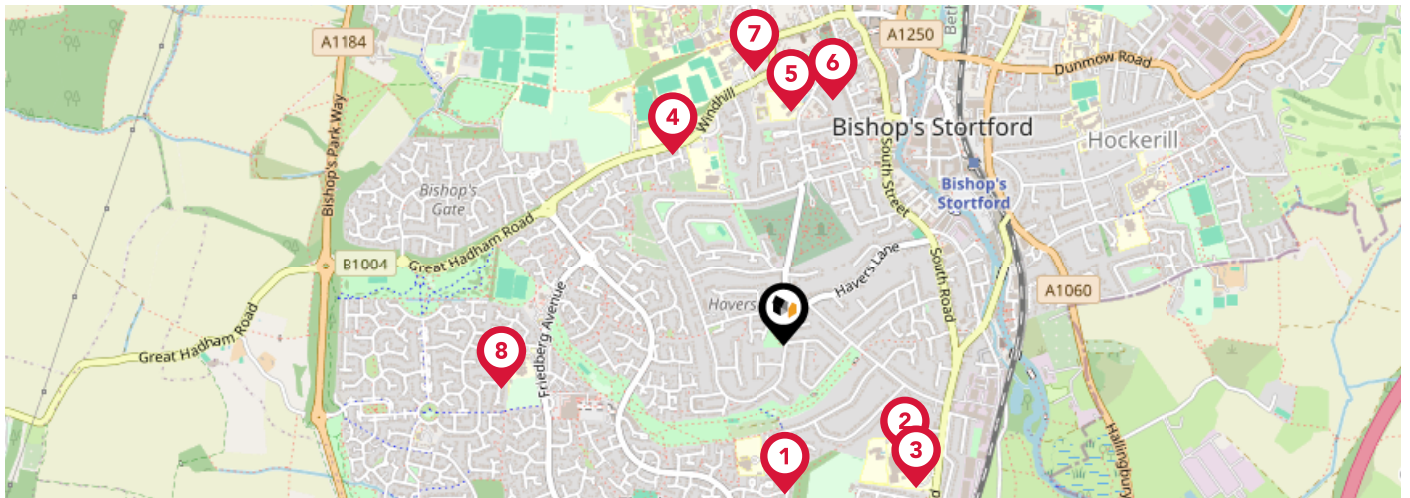 A1184
7
A1250
Beth
5
6
Dunmow Road
4
Windhill
Bishop's Stortford
Hockerill
Bishop's Park Way
South Street
Bishop's
Gate
Bishop's
Stortford
B1004
Great Hadham Road
Havers Lane
South Road
A1060
Havers
Great Hadham Road
Friedberg Avenue
8
2
3
1
Hallingbury
d